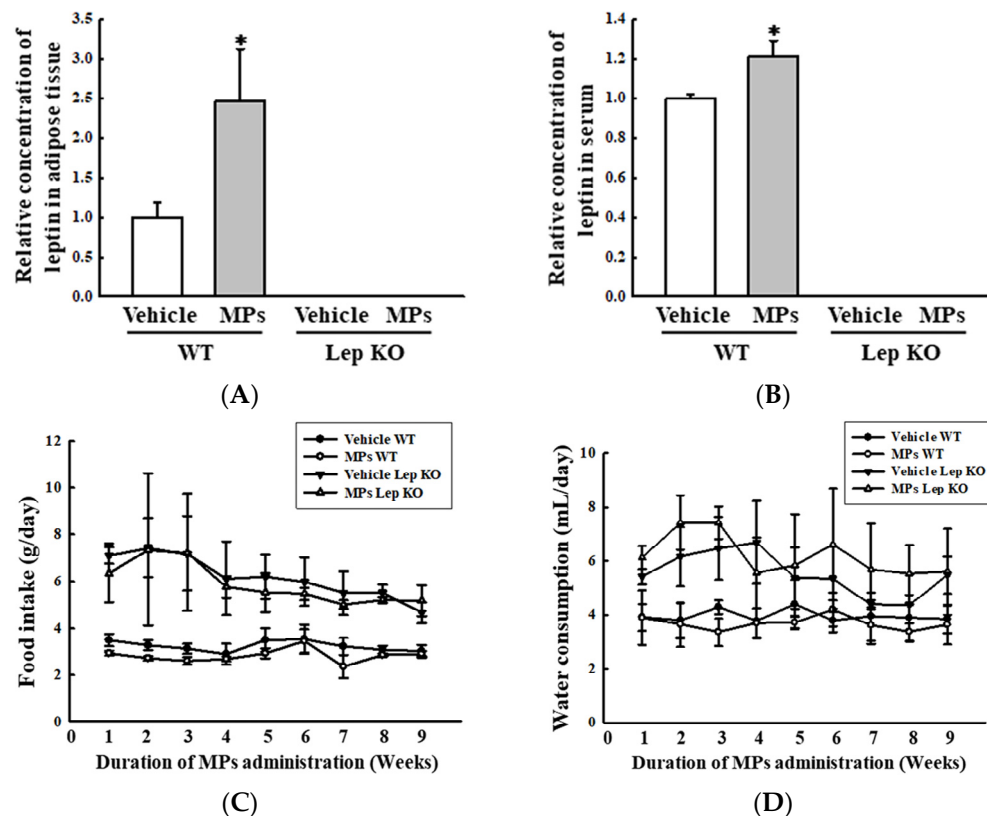 Relative concentration of
leptin in adipose tissue
3.5
3.0
2.5
2.0
1.5
1.0
0.5
0.0
*
Vehicle MPs Vehicle MPs
WT Lep KO
(A)
Relative concentration of
leptin in serum
1.4
1.2
1.0
0.8
0.6
0.4
0.2
0.0
*
Vehicle MPs Vehicle MPs
WT Lep KO
(B)
Food intake (g/day)
12
10
8
6
4
2
0
Vehicle WT
MPs WT
Vehicle Lep KO
MPs Lep KO
0 1 2 3 4 5 6 7 8 9
Duration of MPs administration (Weeks)
(C)
Water consumption (mL/day)
10
8
6
4
2
0
Vehicle WT
MPs WT
Vehicle Lep KO
MPs Lep KO
0 1 2 3 4 5 6 7 8 9
Duration of MPs administration (Weeks)
(D)